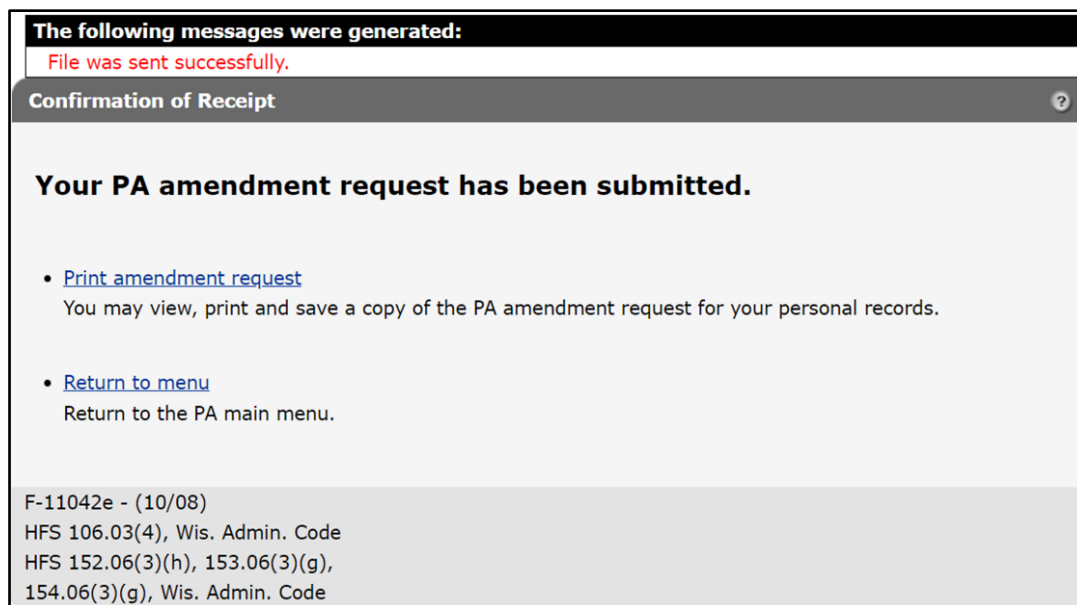 The following messages were generated:
File was sent successfully.
Confirmation of Receipt
?
Your PA amendment request has been submitted.
• Print amendment request
You may view, print and save a copy of the PA amendment request for your personal records.
• Return to menu
Return to the PA main menu.
F-11042e - (10/08)
HFS 106.03(4), Wis. Admin. Code
HFS 152.06(3)(h), 153.06(3)(g),
154.06(3)(g), Wis. Admin. Code